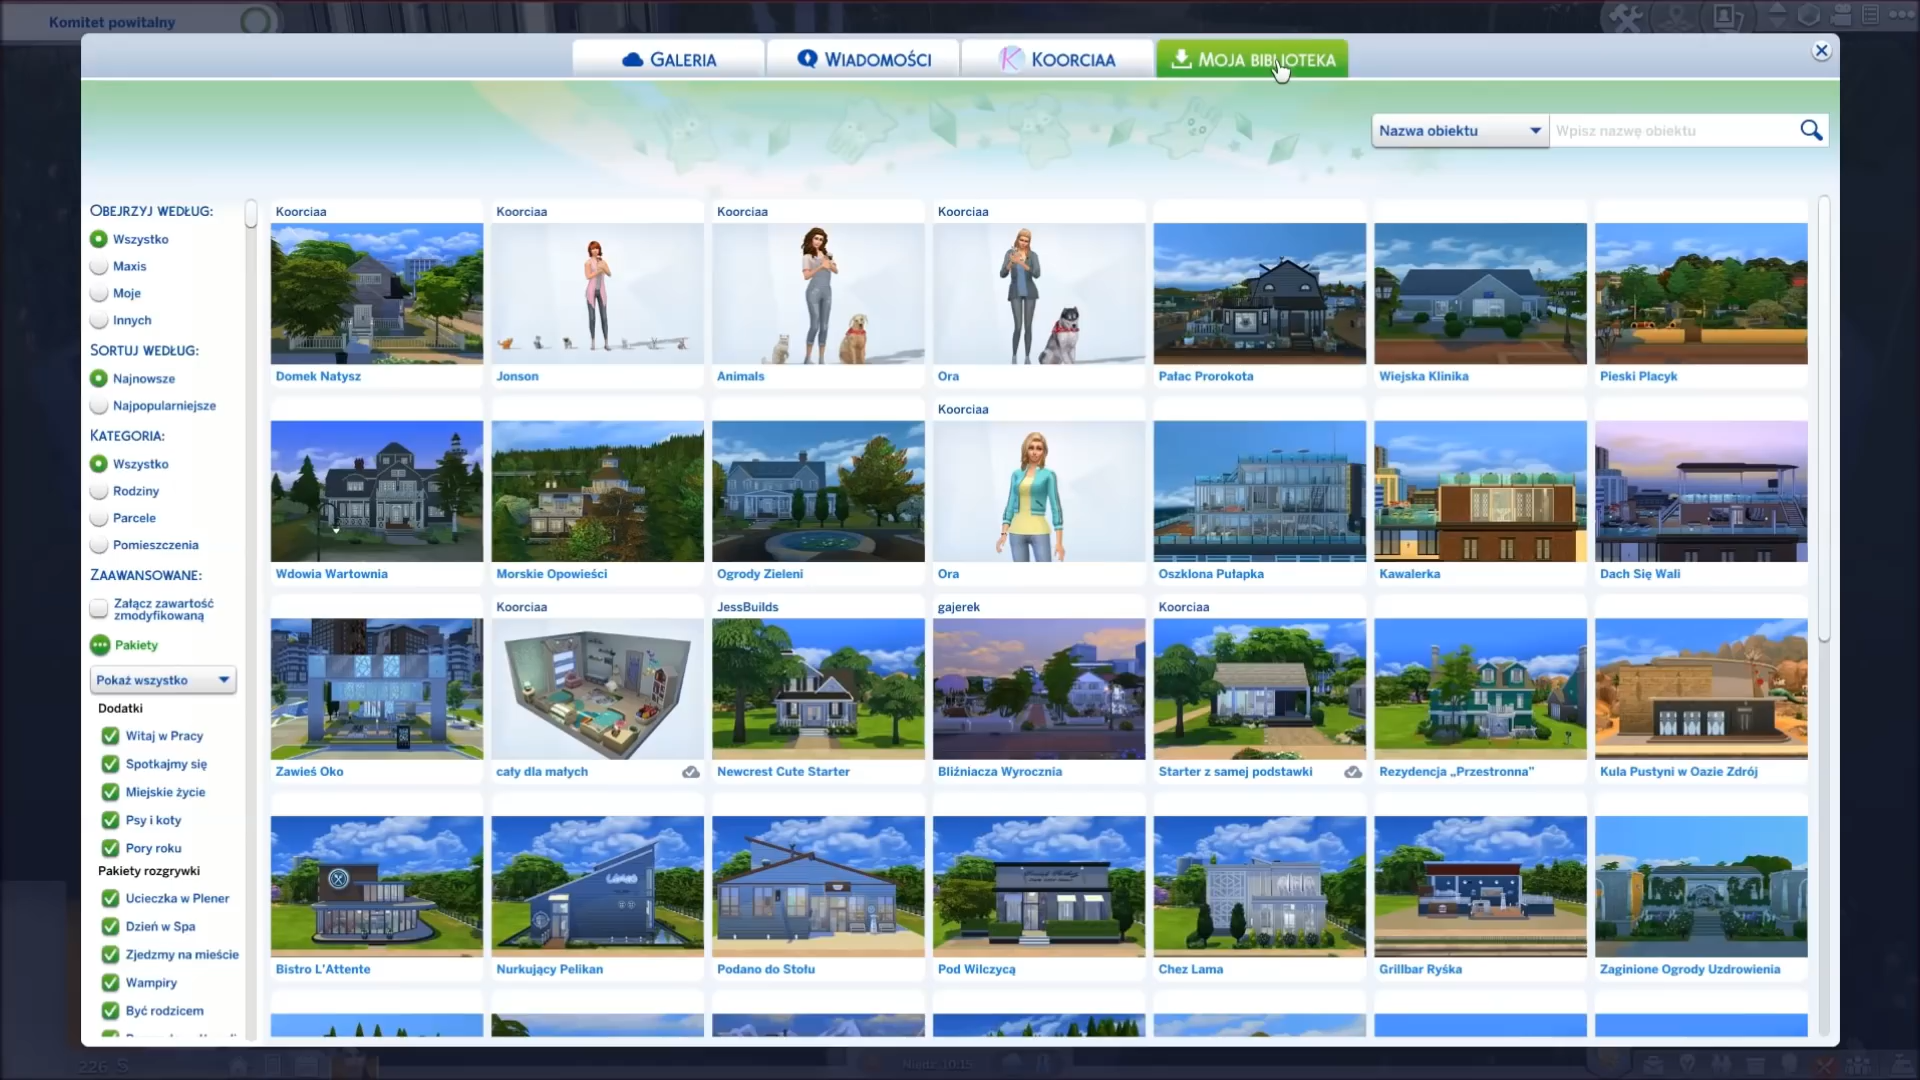 Komitet powitalny
GALERIA
WIADOMOŚCI
KOORCIAA
MOJA BIBLIOTEKA
Nazwa obiektu
Wpisz nazwę obiektu
OBEJRZYJ WEDŁUG:
Wszystko
Maxis
Moje
Innych
SORTUJ WEDŁUG:
Najnowsze
Najpopularniejsze
KATEGORIA:
Wszystko
Rodziny
Parcele
Pomieszczenia
ZAAWANSOWANE:
Załącz zawartość
zmodyfikowaną
Pakiety
Pokaż wszystko
Dodatki
Witaj w Pracy
Spotkajmy się
Miejskie życie
Psy i koty
Pory roku
Pakiety rozgrywki
Ucieczka w Plener
Dzień w Spa
Zjedzmy na mieście
Wampiry
Być rodzicem
Koorciaa
Koorciaa
Koorciaa
Koorciaa
Domek Natysz
Jonson
Animals
Ora
Pałac Prorokota
Wiejska Klinika
Pieski Placyk
Koorciaa
Wdowia Wartownia
Morskie Opowieści
Ogrody Zieleni
Ora
Oszklona Pułapka
Kawalerka
Dach Się Wali
Koorciaa
JessBuilds
gajerek
Koorciaa
Zawieś Oko
cały dla małych
Newcrest Cute Starter
Bliźniacza Wyrocznia
Starter z samej podstawki
Rezydencja „Przestronna”
Kula Pustyni w Oazie Zdrój
Bistro L'Attente
Nurkujący Pelikan
Podano do Stołu
Pod Wilczycą
Chez Lama
Grillbar Ryśka
Zaginione Ogrody Uzdrowienia
226 §
Niedz. 10:15